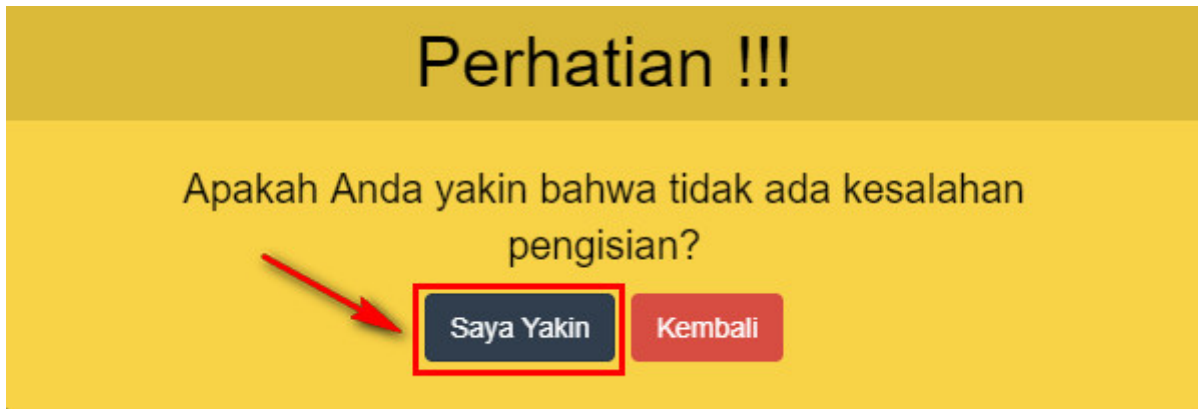 Perhatian !!!
Apakah Anda yakin bahwa tidak ada kesalahan
pengisian?
Saya Yakin Kembali